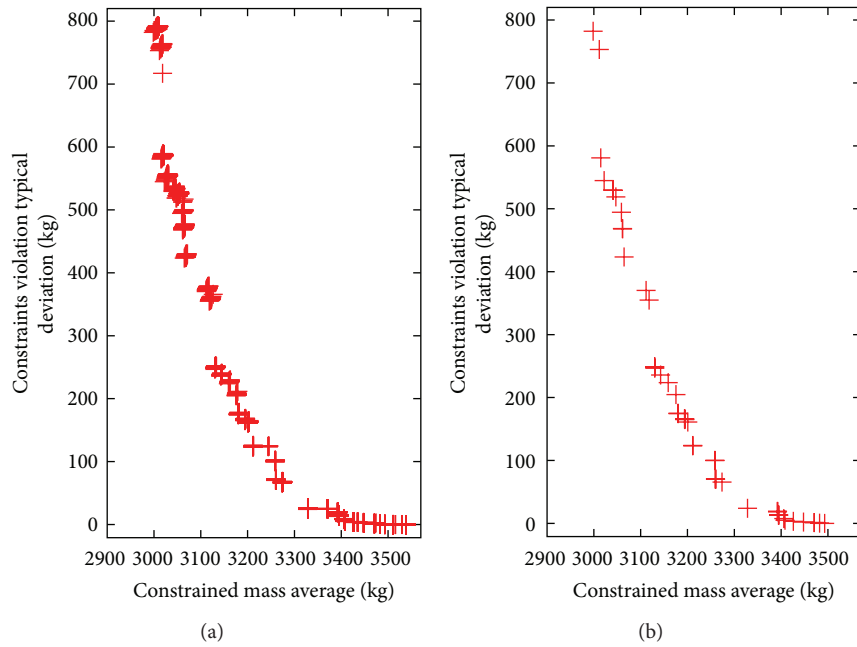 800
700
600
500
400
300
200
100
0
Constraints violation typical
deviation (kg)
2900 3000 3100 3200 3300 3400 3500
Constrained mass average (kg)
(a)
800
700
600
500
400
300
200
100
0
Constraints violation typical
deviation (kg)
2900 3000 3100 3200 3300 3400 3500
Constrained mass average (kg)
(b)